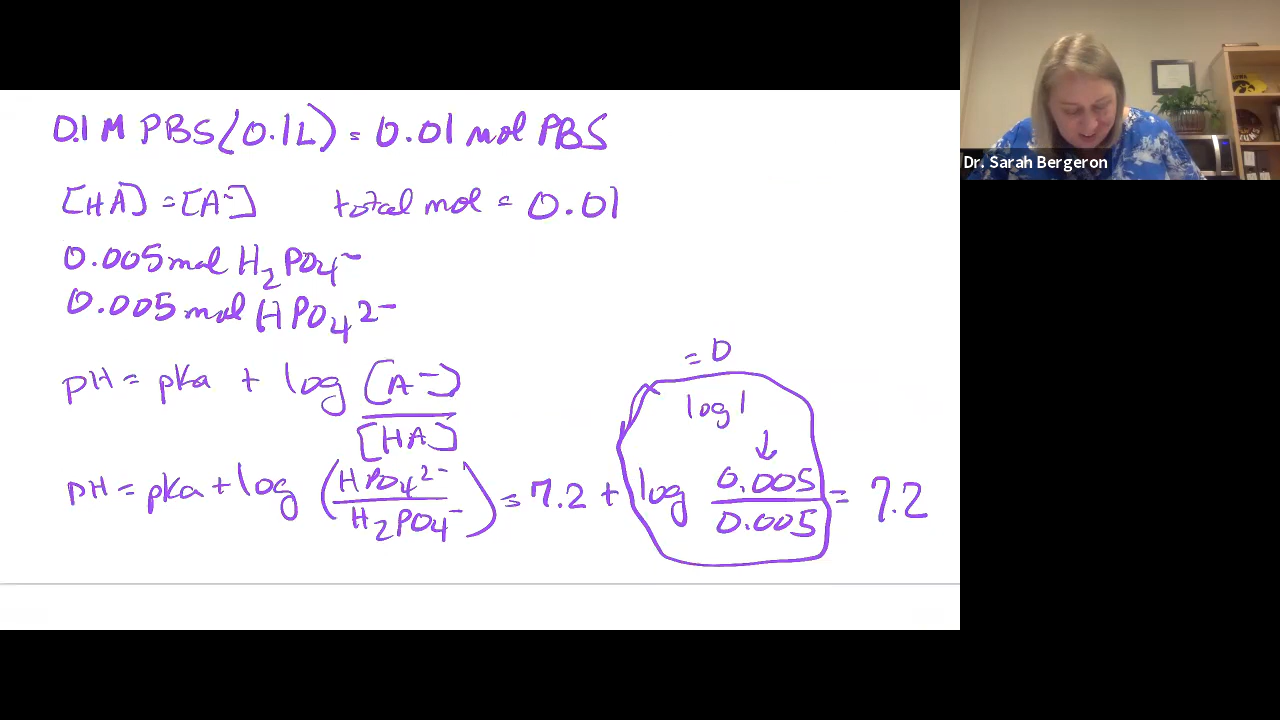 0.1 M PBS (0.1L) = 0.01 mol PBS
[HA] = [A⁻] total mol = 0.01
0.005 mol H₂PO₄⁻
0.005 mol HPO₄²⁻
pH = pka + log [A⁻]/[HA]
= 0
log 1
↓
pH = pka + log (HPO₄²⁻/H₂PO₄⁻) = 7.2 + log 0.005/0.005 = 7.2
Dr. Sarah Bergeron
IOWA